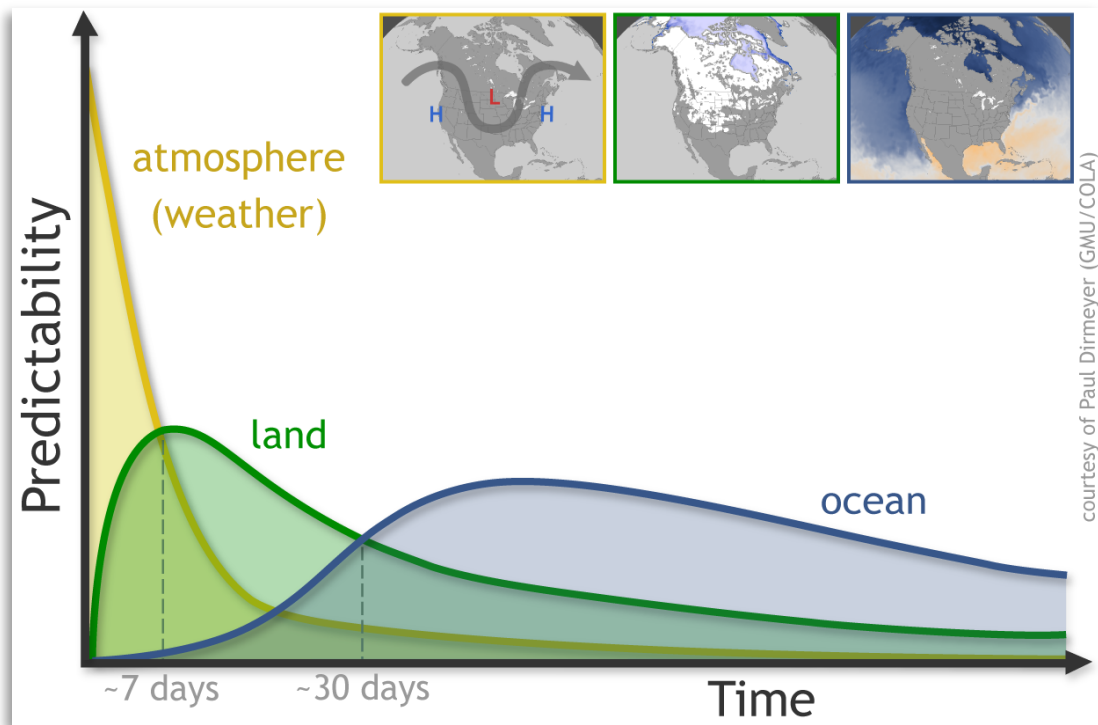 H
L
H
atmosphere
(weather)
land
ocean
Predictability
~7 days
~30 days
Time
courtesy of Paul Dirmeyer (GMU/COLA)